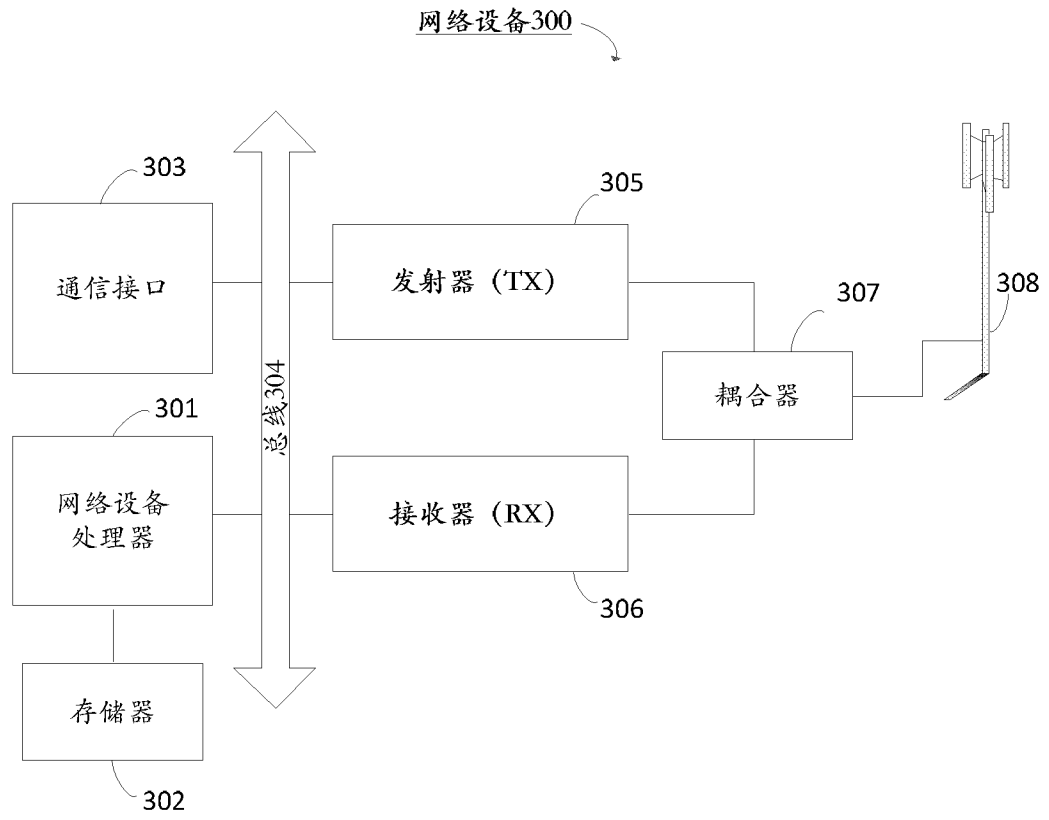 网络设备300
303
通信接口
305
发射器（TX）
307
耦合器
308
总线304
301
网络设备
处理器
接收器（RX）
306
存储器
302